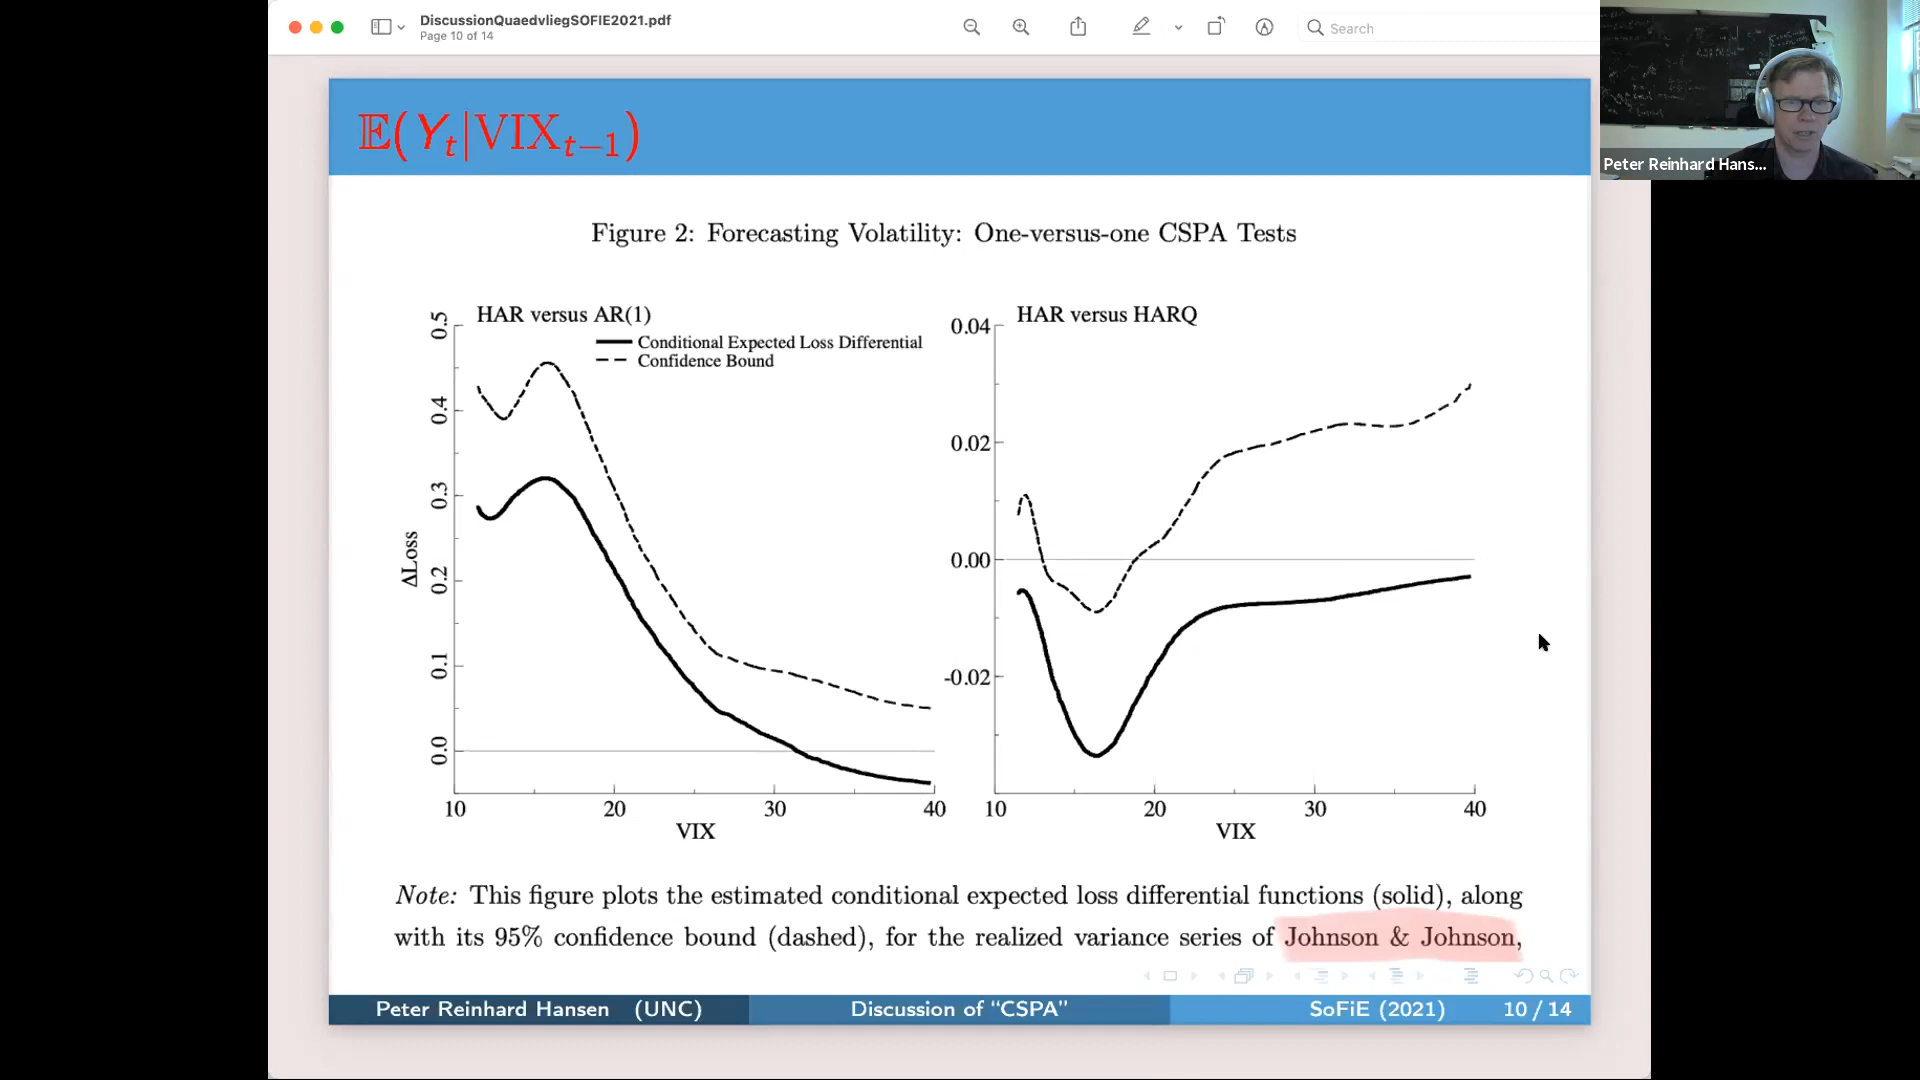 DiscussionQuaedvliegSOFIE2021.pdf
Page 10 of 14
Search
Peter Reinhard Hans...
𝔼(Yₜ|VIXₜ₋₁)
Figure 2: Forecasting Volatility: One-versus-one CSPA Tests
HAR versus AR(1)
Conditional Expected Loss Differential
Confidence Bound
ΔLoss
0.5
0.4
0.3
0.2
0.1
0.0
10 20 30 40
VIX
HAR versus HARQ
0.04
0.02
0.00
-0.02
10 20 30 40
VIX
Note: This figure plots the estimated conditional expected loss differential functions (solid), along
with its 95% confidence bound (dashed), for the realized variance series of Johnson & Johnson,
Peter Reinhard Hansen (UNC) Discussion of “CSPA” SoFiE (2021) 10 / 14